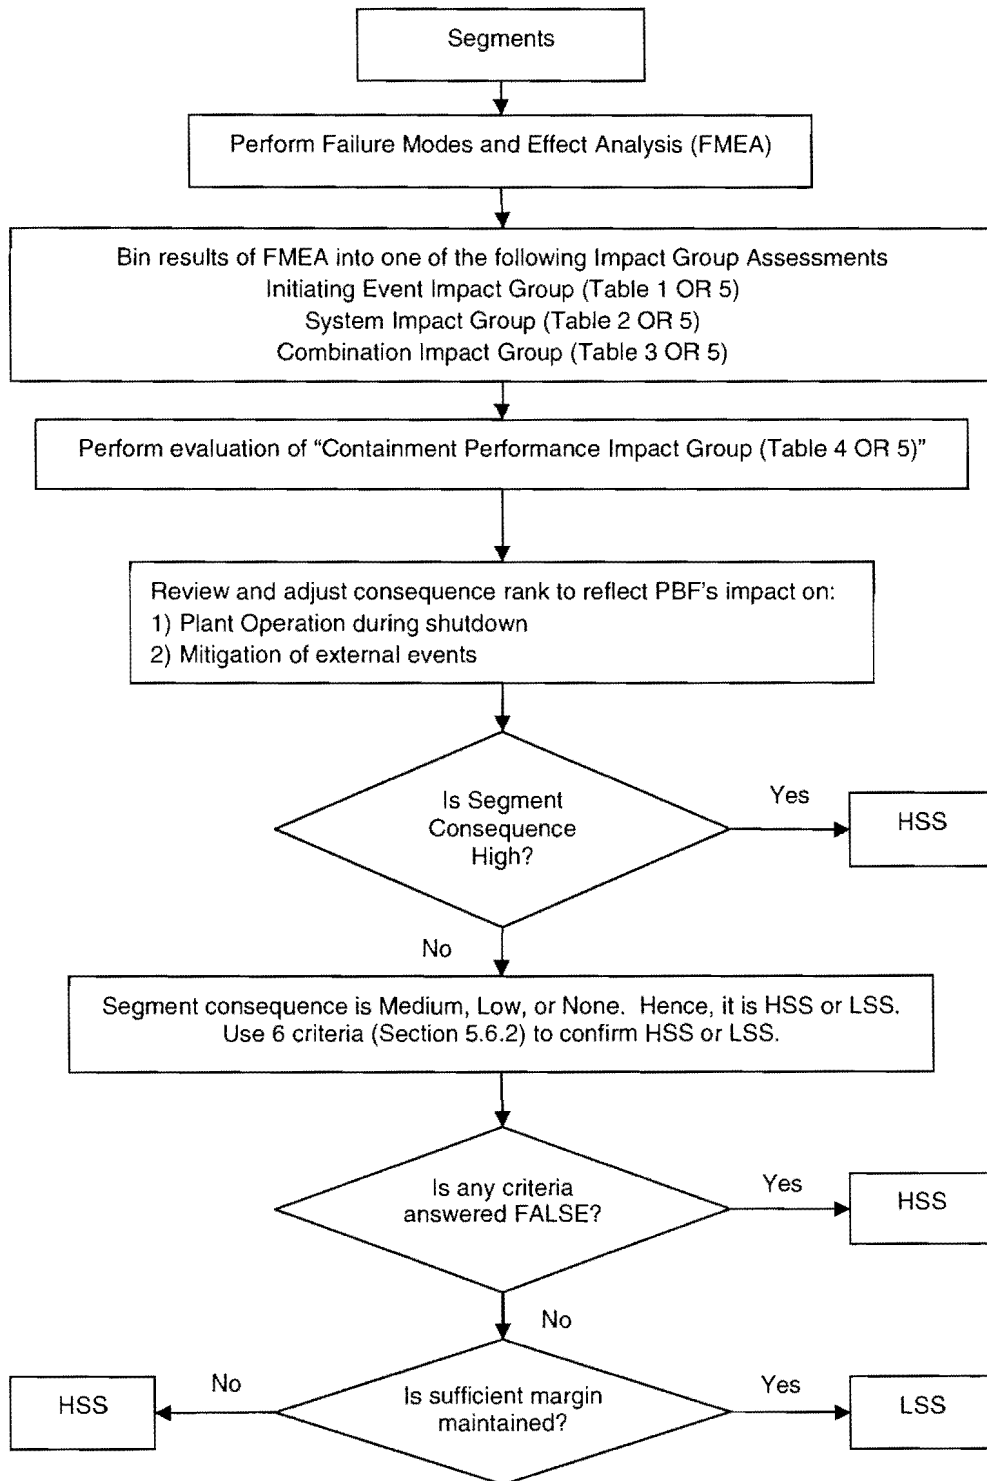 Segments
Perform Failure Modes and Effect Analysis (FMEA)
Bin results of FMEA into one of the following Impact Group Assessments
Initiating Event Impact Group (Table 1 OR 5)
System Impact Group (Table 2 OR 5)
Combination Impact Group (Table 3 OR 5)
Perform evaluation of “Containment Performance Impact Group (Table 4 OR 5)”
Review and adjust consequence rank to reflect PBF's impact on:
1) Plant Operation during shutdown
2) Mitigation of external events
Is Segment
Consequence
High?
Yes
HSS
No
Segment consequence is Medium, Low, or None. Hence, it is HSS or LSS.
Use 6 criteria (Section 5.6.2) to confirm HSS or LSS.
Is any criteria
answered FALSE?
Yes
HSS
No
HSS
No
Is sufficient margin
maintained?
Yes
LSS